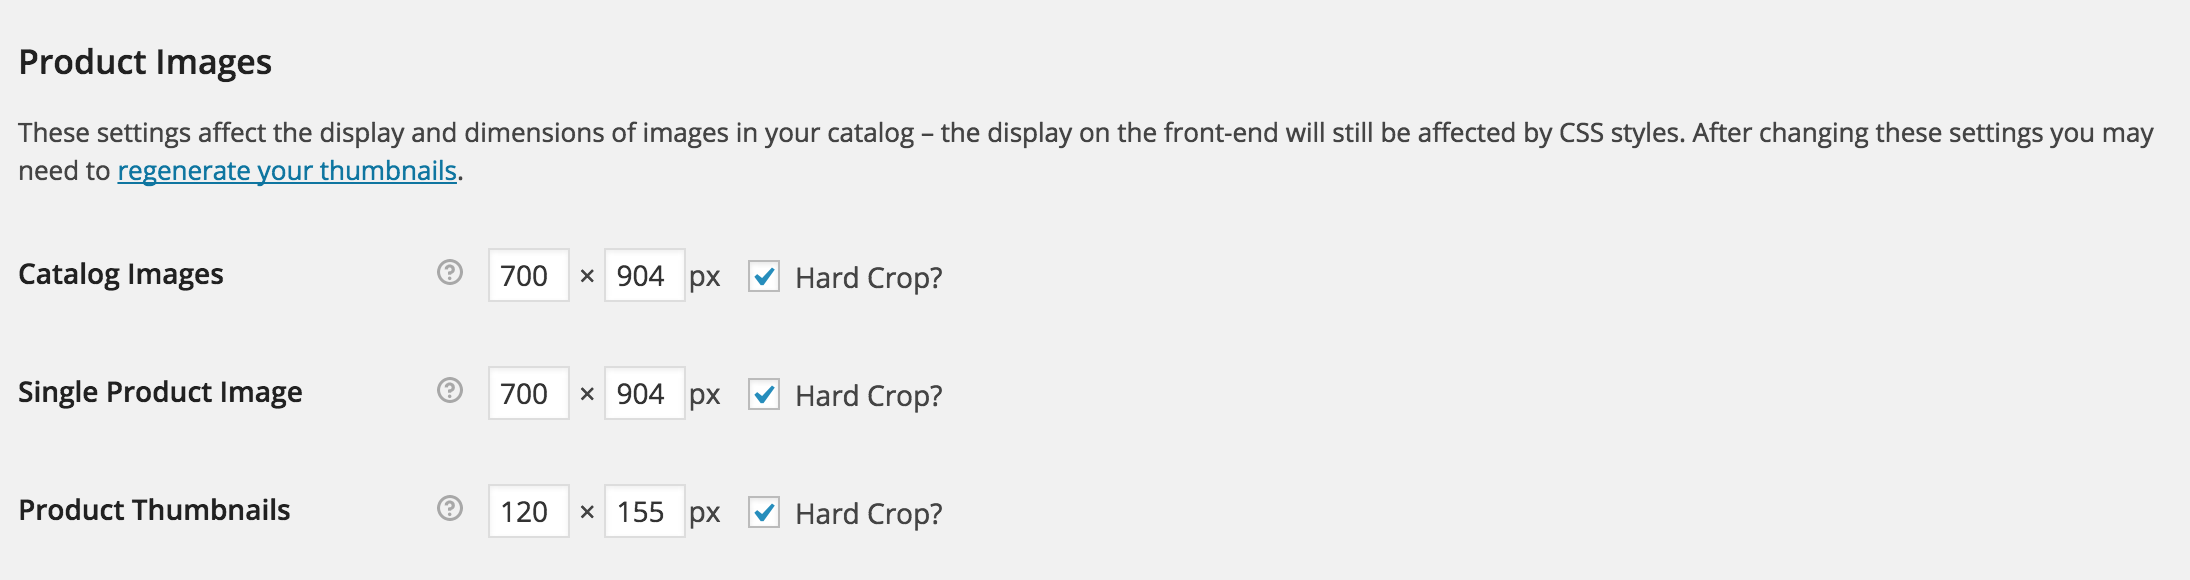 Product Images
These settings affect the display and dimensions of images in your catalog – the display on the front-end will still be affected by CSS styles. After changing these settings you may
need to regenerate your thumbnails.
Catalog Images ? 700 × 904 px Hard Crop?
Single Product Image ? 700 × 904 px Hard Crop?
Product Thumbnails ? 120 × 155 px Hard Crop?